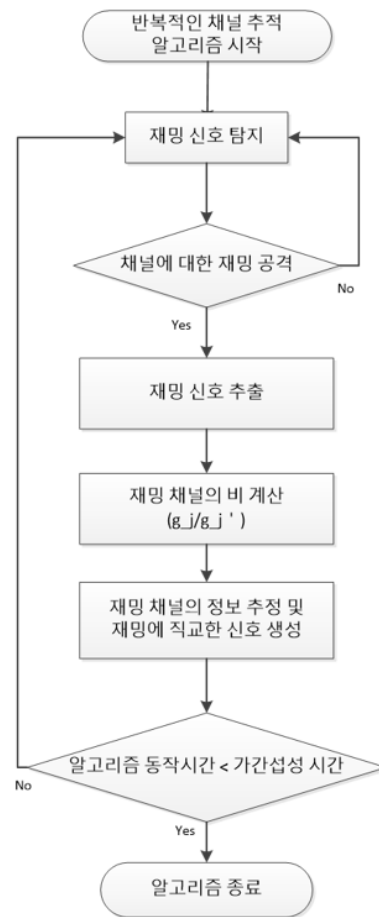 반복적인 채널 추적
알고리즘 시작
재밍 신호 탐지
채널에 대한 재밍 공격
No
Yes
재밍 신호 추출
재밍 채널의 비 계산
(g_j/g_j ' )
재밍 채널의 정보 추정 및
재밍에 직교한 신호 생성
알고리즘 동작시간 < 가간섭성 시간
No
Yes
알고리즘 종료